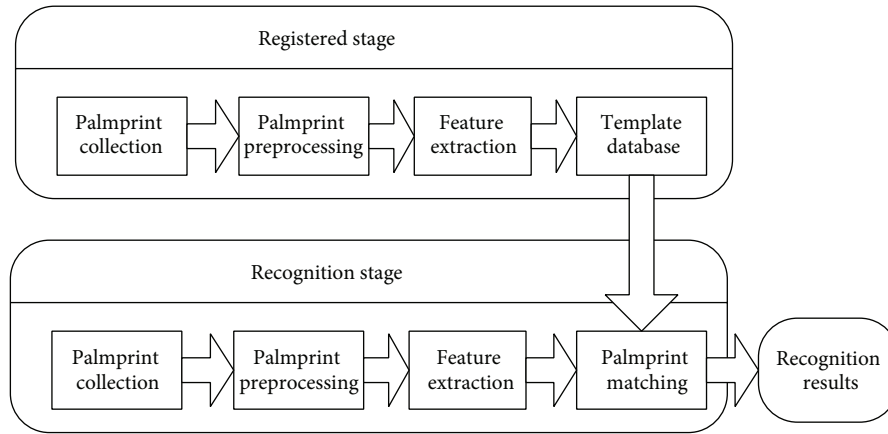 Registered stage
Palmprint
collection
Palmprint
preprocessing
Feature
extraction
Template
database
Recognition stage
Palmprint
collection
Palmprint
preprocessing
Feature
extraction
Palmprint
matching
Recognition
results